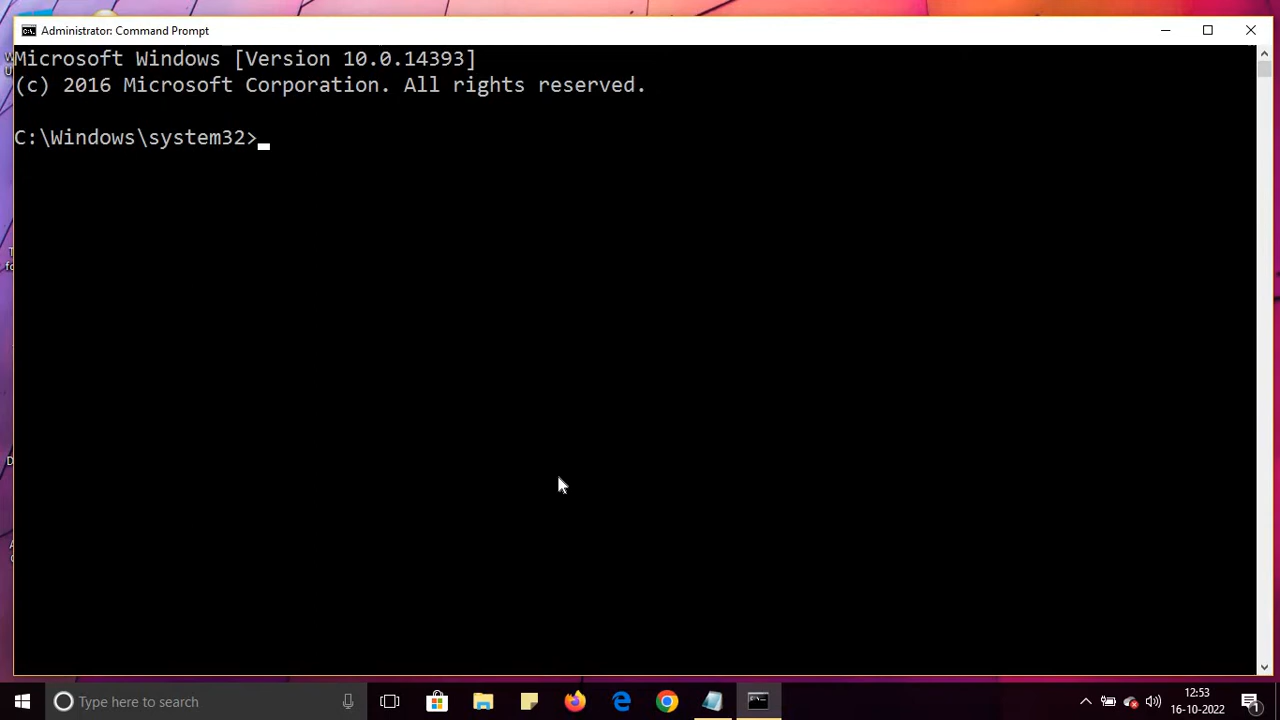 Administrator: Command Prompt
Microsoft Windows [Version 10.0.14393]
(c) 2016 Microsoft Corporation. All rights reserved.
C:\Windows\system32>
Type here to search
12:53
16-10-2022
1